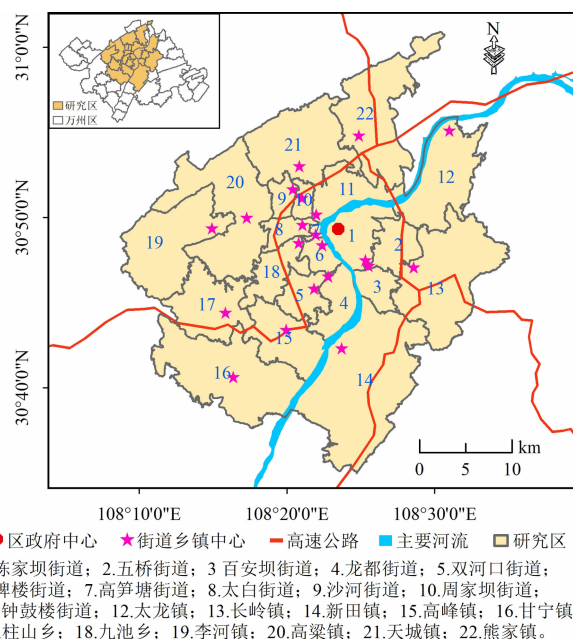 研究区
万州区
N
31°0′0″N
30°50′0″N
30°40′0″N
22
21
20
9
10
11
12
19
8
7
1
2
6
18
17
5
3
13
4
15
16
14
km
0 5 10
108°10′0″E 108°20′0″E 108°30′0″E
区政府中心 街道乡镇中心 高速公路 主要河流 研究区
陈家坝街道；2.五桥街道；3 百安坝街道；4.龙都街道；5.双河口街道；
牌楼街道；7.高笋塘街道；8.太白街道；9.沙河街道；10.周家坝街道；
钟鼓楼街道；12.太龙镇；13.长岭镇；14.新田镇；15.高峰镇；16.甘宁镇
柱山乡；18.九池乡；19.李河镇；20.高粱镇；21.天城镇；22.熊家镇。